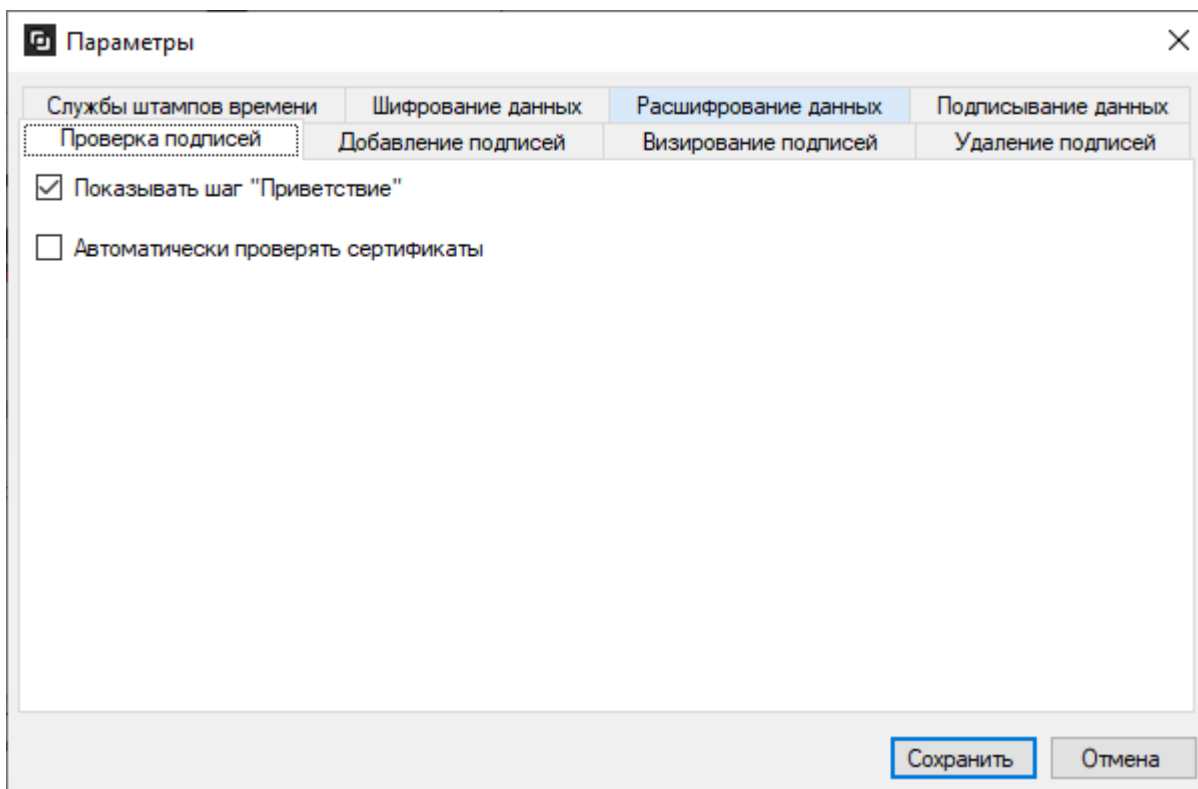 Параметры
Службы штампов времени Шифрование данных Расшифрование данных Подписывание данных
Проверка подписей Добавление подписей Визирование подписей Удаление подписей
Показывать шаг "Приветствие"
Автоматически проверять сертификаты
Сохранить Отмена